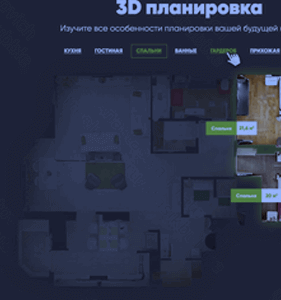 3D планировка
Изучите все особенности планировки вашей будущей
КУХНЯ ГОСТИНАЯ СПАЛЬНИ ВАННЫЕ ГАРДЕРОБ ПРИХОЖАЯ
Спальня 21,6 м²
Спальня 20 м²